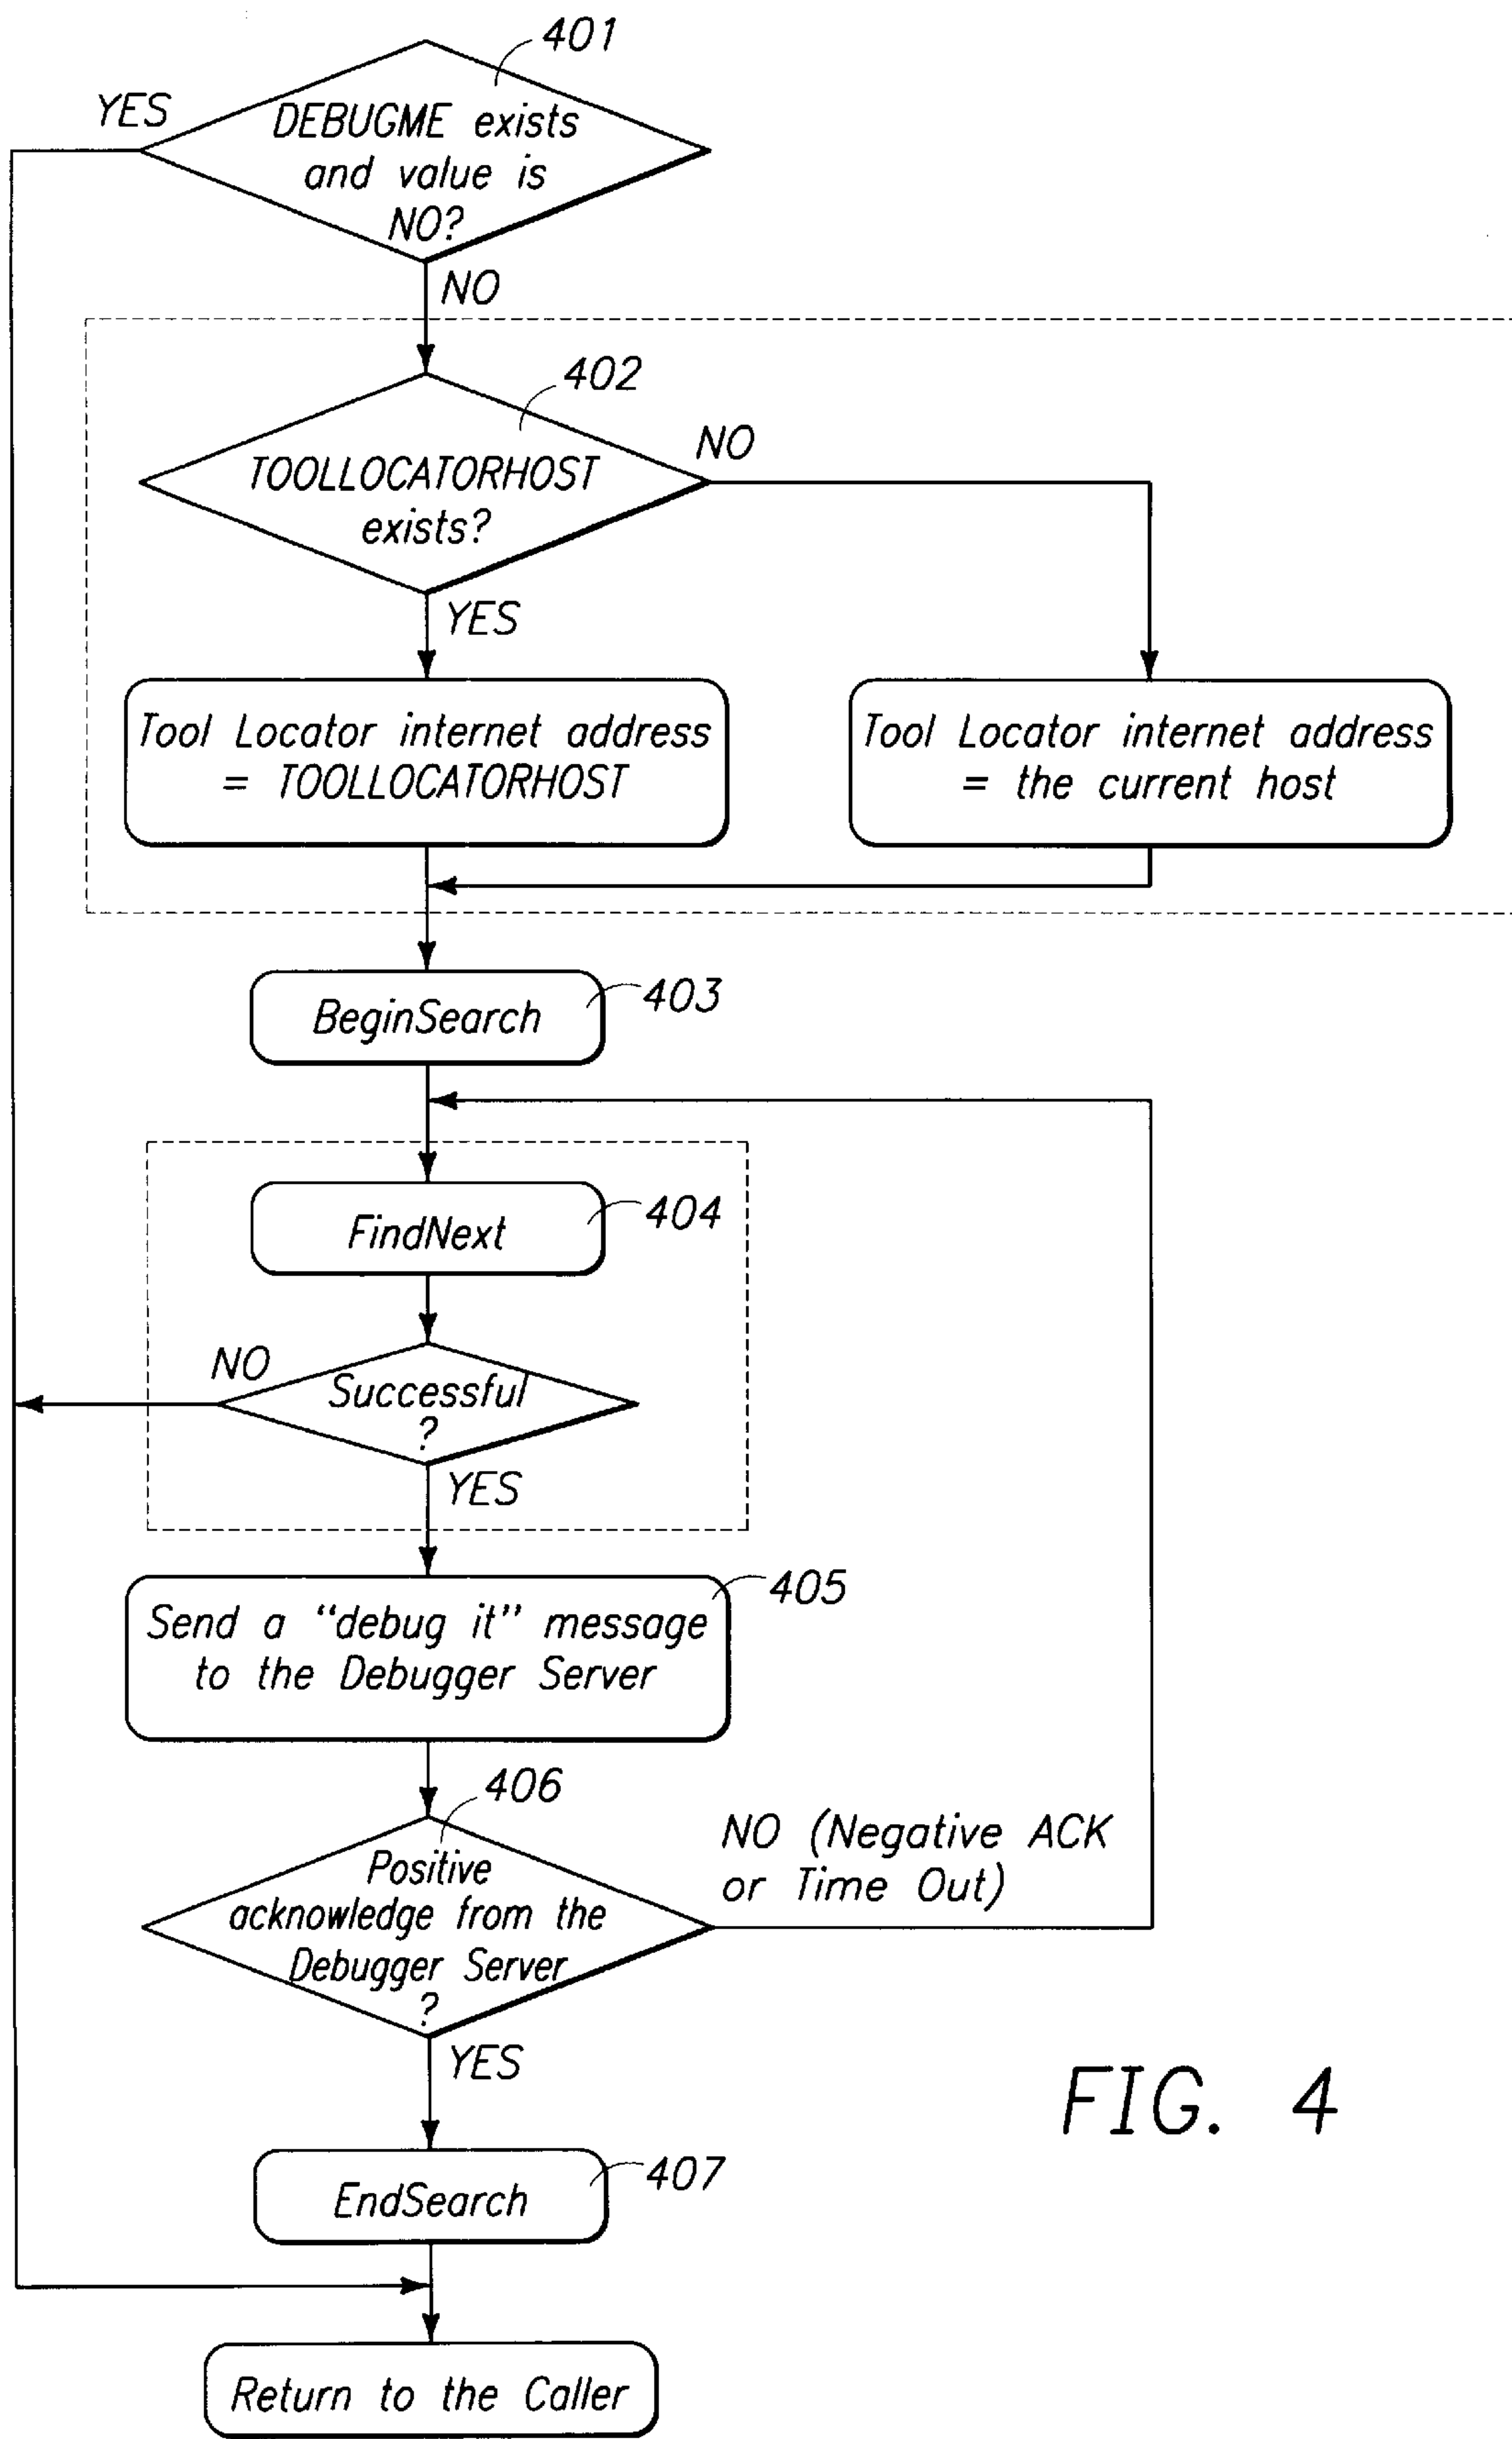 401
YES
DEBUGME exists
and value is
NO?
NO
402
NO
TOOLLOCATORHOST
exists?
YES
Tool Locator internet address
= TOOLLOCATORHOST
Tool Locator internet address
= the current host
BeginSearch
403
FindNext
404
NO
Successful
?
YES
405
Send a “debug it” message
to the Debugger Server
406
Positive
acknowledge from the
Debugger Server
?
NO (Negative ACK
or Time Out)
YES
EndSearch
407
Return to the Caller
FIG. 4